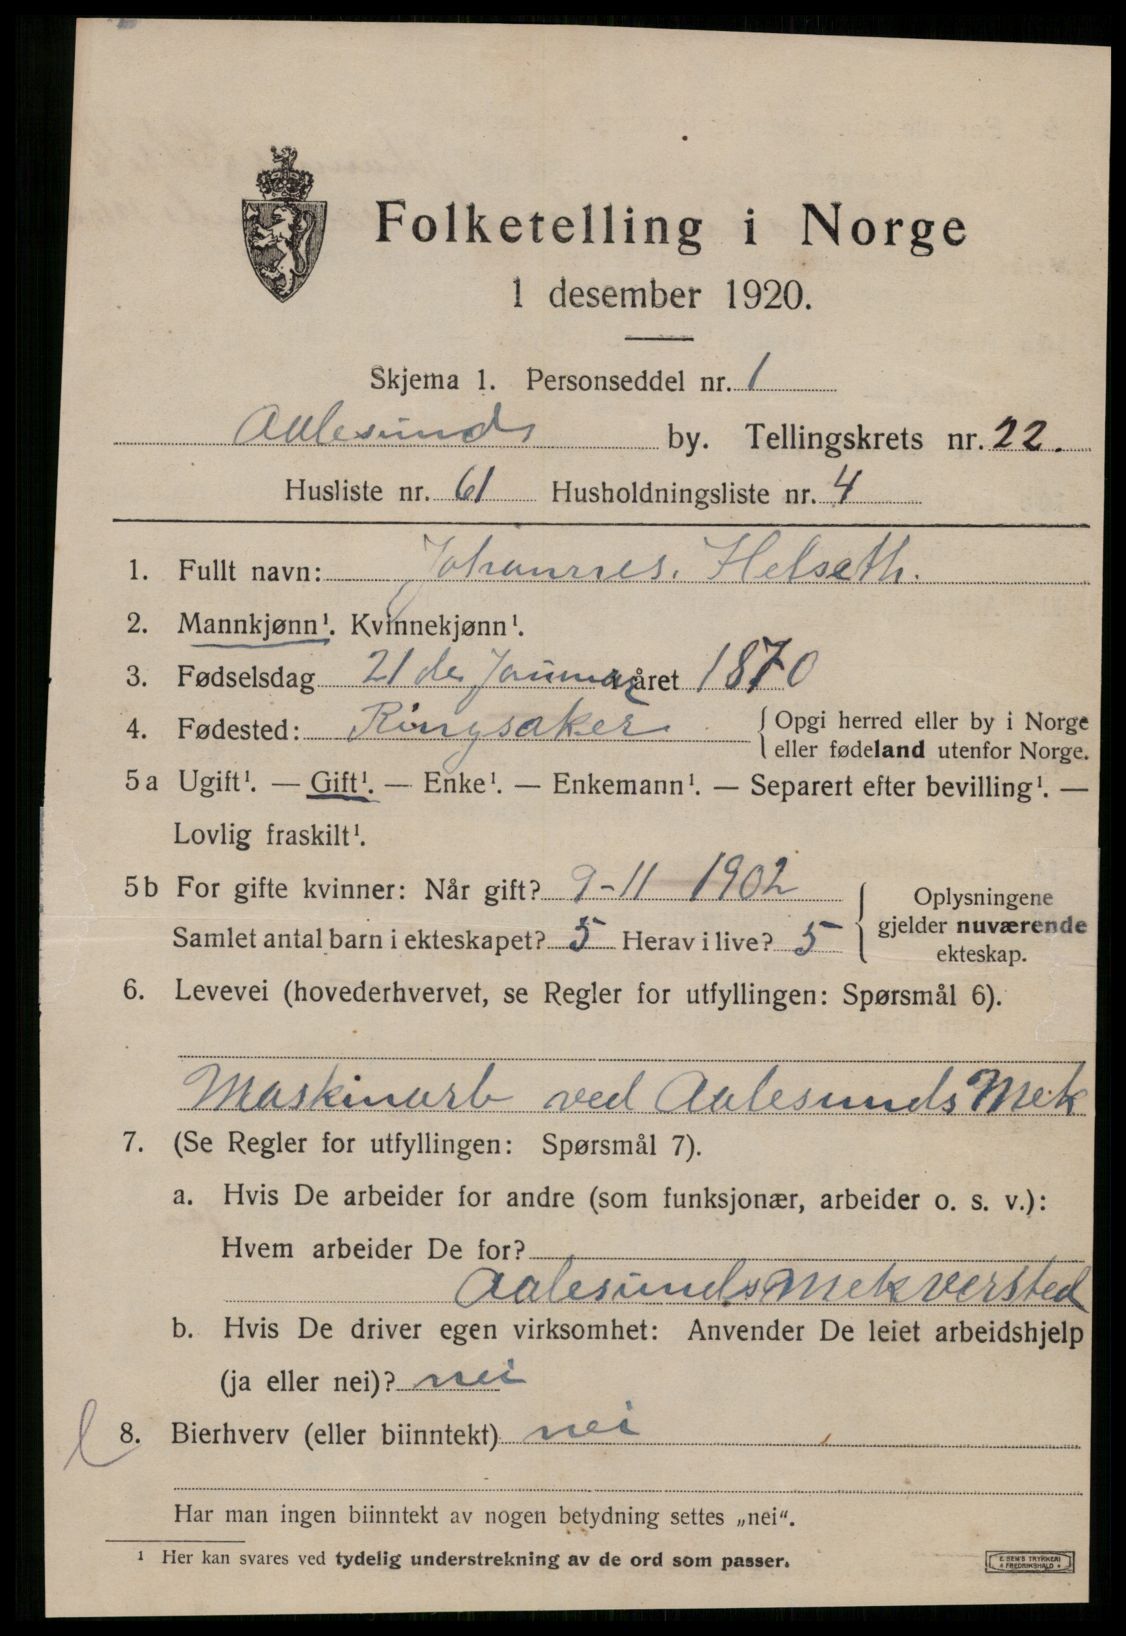 Folketelling i Norge
1 desember 1920.
Skjema 1. Personseddel nr. 1
Aalesunds by. Tellingskrets nr. 22.
Husliste nr. 61 Husholdningsliste nr. 4
1. Fullt navn: Johannes. Helseth.
2. Mannkjønn¹. Kvinnekjønn¹.
3. Fødselsdag 21 de Januar året 1870
4. Fødested: Ringsaker { Opgi herred eller by i Norge
eller fødeland utenfor Norge.
5a Ugift¹. — Gift¹. — Enke¹. — Enkemann¹. — Separert efter bevilling¹. —
Lovlig fraskilt¹.
5b For gifte kvinner: Når gift? 9-11 1902
Samlet antal barn i ekteskapet? 5 Herav i live? 5
{ Oplysningene
gjelder nuværende
ekteskap.
6. Levevei (hovederhvervet, se Regler for utfyllingen: Spørsmål 6).
Maskinarb ved Aalesunds Mek
7. (Se Regler for utfyllingen: Spørsmål 7).
a. Hvis De arbeider for andre (som funksjonær, arbeider o. s. v.):
Hvem arbeider De for?
Aalesunds Mek versted
b. Hvis De driver egen virksomhet: Anvender De leiet arbeidshjelp
(ja eller nei)? nei
8. Bierhverv (eller biinntekt) nei
Har man ingen biinntekt av nogen betydning settes „nei“.
¹ Her kan svares ved tydelig understrekning av de ord som passer.
E. SEM'S TRYKKERI
FREDRIKSHALD